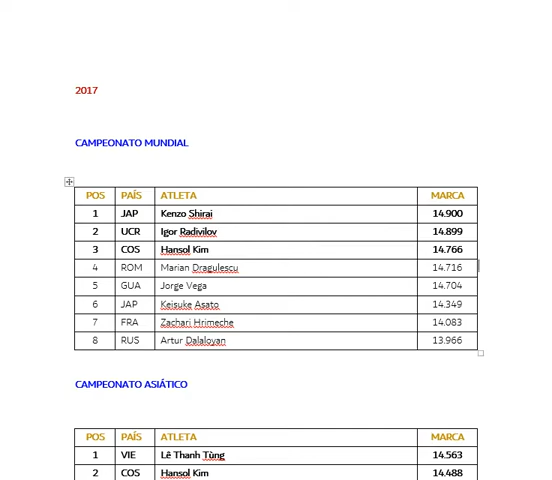 2017
CAMPEONATO MUNDIAL
POS PAÍS ATLETA MARCA
1 JAP Kenzo Shirai 14.900
2 UCR Igor Radivilov 14.899
3 COS Hansol Kim 14.766
4 ROM Marian Dragulescu 14.716
5 GUA Jorge Vega 14.704
6 JAP Keisuke Asato 14.349
7 FRA Zachari Hrimeche 14.083
8 RUS Artur Dalaloyan 13.966
CAMPEONATO ASIÁTICO
POS PAÍS ATLETA MARCA
1 VIE Lê Thanh Tùng 14.563
2 COS Hansol Kim 14.488